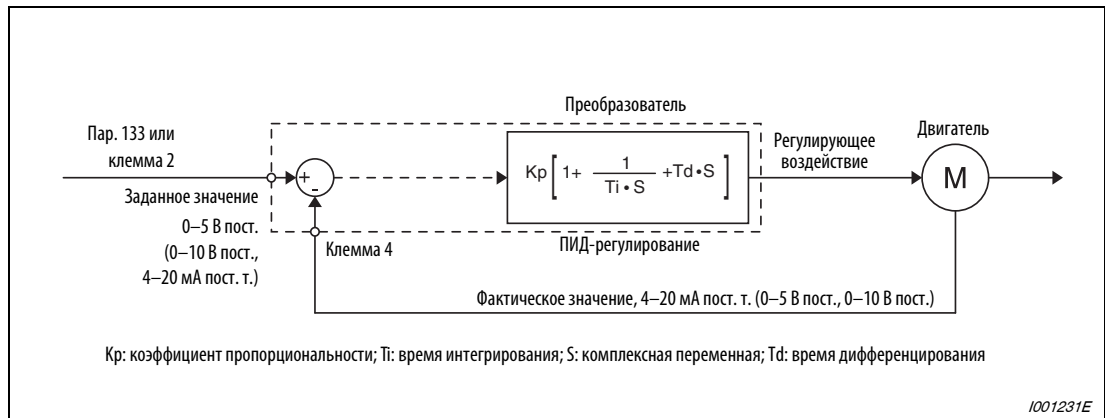 Преобразователь
Пар. 133 или
клемма 2
Заданное значение
0–5 В пост.
(0–10 В пост.,
4–20 мА пост. т.)
+
-
Клемма 4
Kp [ 1+ 1 / Ti • S +Td•S ]
ПИД-регулирование
Регулирующее
воздействие
Двигатель
M
Фактическое значение, 4–20 мА пост. т. (0–5 В пост., 0–10 В пост.)
Kp: коэффициент пропорциональности; Ti: время интегрирования; S: комплексная переменная; Td: время дифференцирования
I001231E